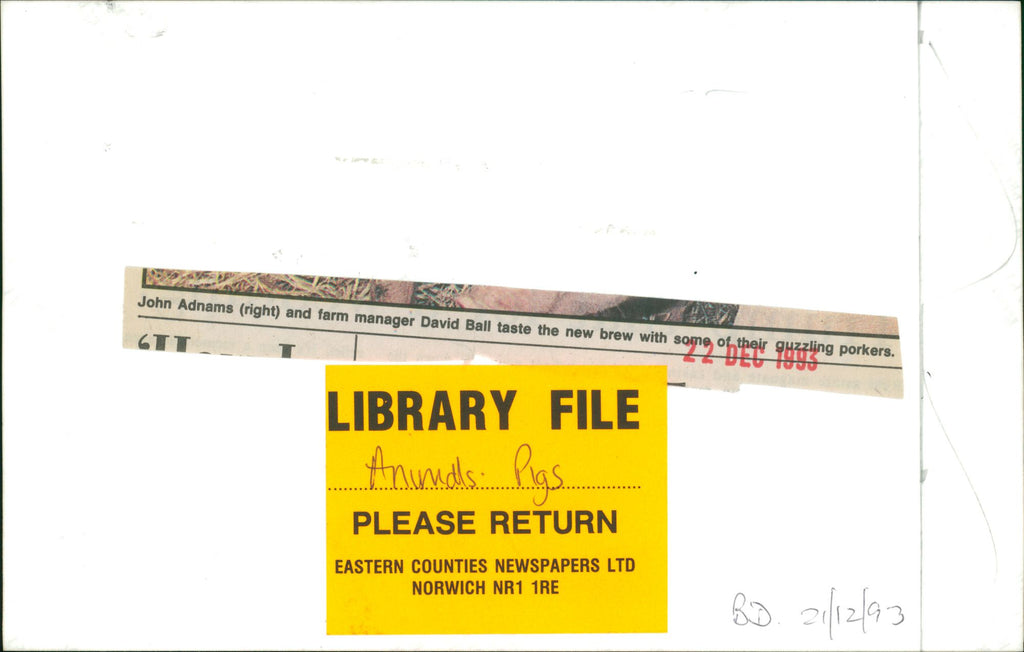 John Adnams (right) and farm manager David Ball taste the new brew with some of their guzzling porkers.
22 DEC 1993
LIBRARY FILE
Animals. Pigs
PLEASE RETURN
EASTERN COUNTIES NEWSPAPERS LTD
NORWICH NR1 1RE
BD. 21/12/93